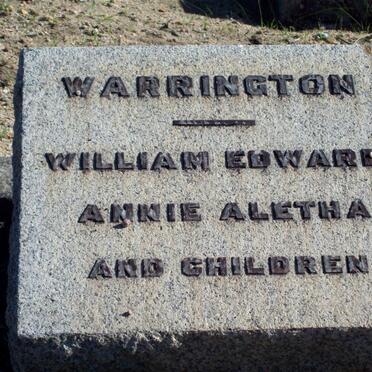 WARRINGTON
WILLIAM EDWARD
ANNIE ALETHA
AND CHILDREN